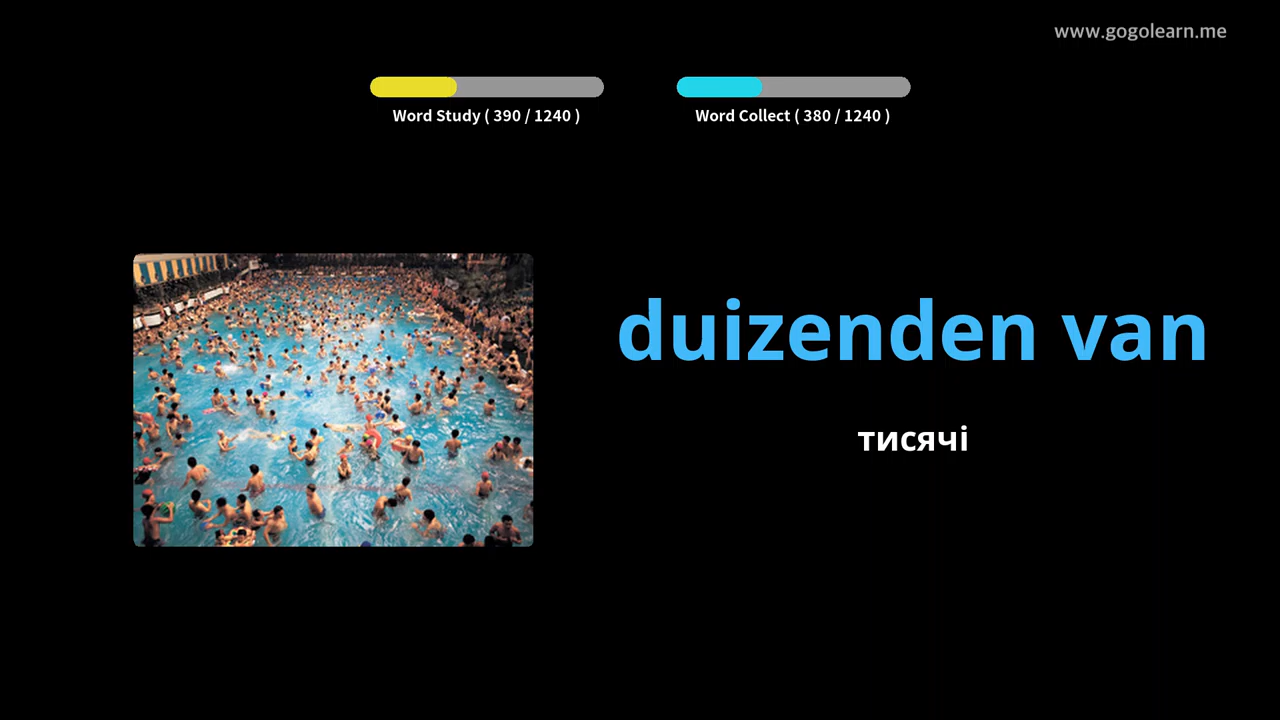 www.gogolearn.me
Word Study ( 390 / 1240 )
Word Collect ( 380 / 1240 )
duizenden van
тисячі